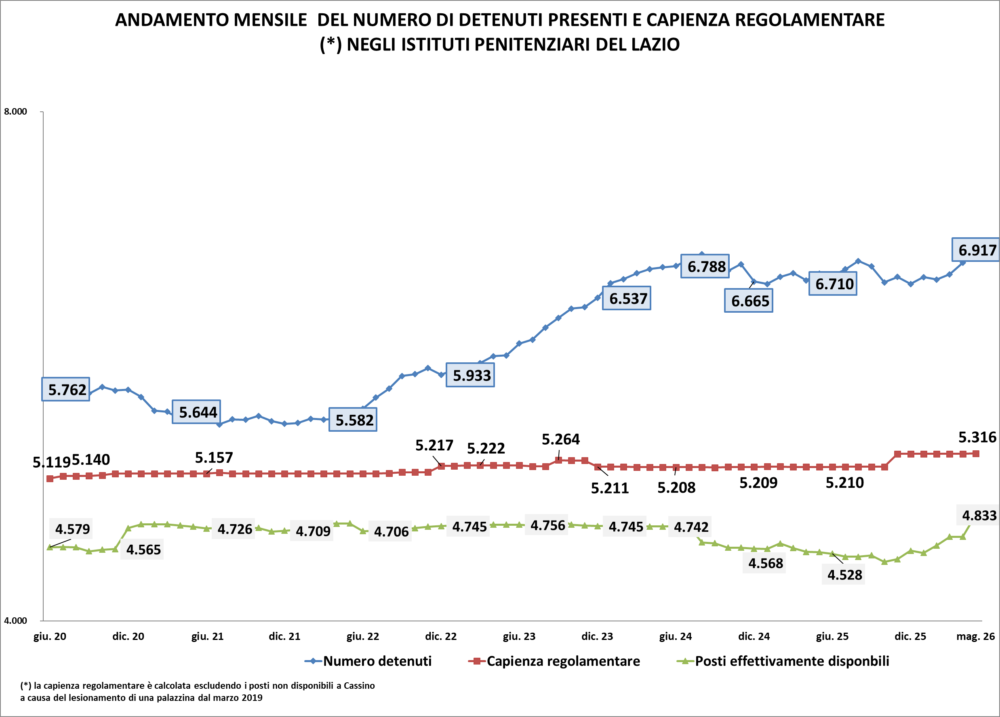 ANDAMENTO MENSILE DEL NUMERO DI DETENUTI PRESENTI E CAPIENZA REGOLAMENTARE
(*) NEGLI ISTITUTI PENITENZIARI DEL LAZIO
8.000
6.917
6.788
6.710
6.537
6.665
5.933
5.762
5.644
5.582
5.316
5.264
5.217
5.222
5.119
5.140
5.157
5.211
5.208
5.209
5.210
4.833
4.579
4.726
4.709
4.706
4.745
4.756
4.745
4.742
4.565
4.568
4.528
4.000
giu. 20
dic. 20
giu. 21
dic. 21
giu. 22
dic. 22
giu. 23
dic. 23
giu. 24
dic. 24
giu. 25
dic. 25
mag. 26
Numero detenuti
Capienza regolamentare
Posti effettivamente disponbili
(*) la capienza regolamentare è calcolata escludendo i posti non disponibili a Cassino
a causa del lesionamento di una palazzina dal marzo 2019